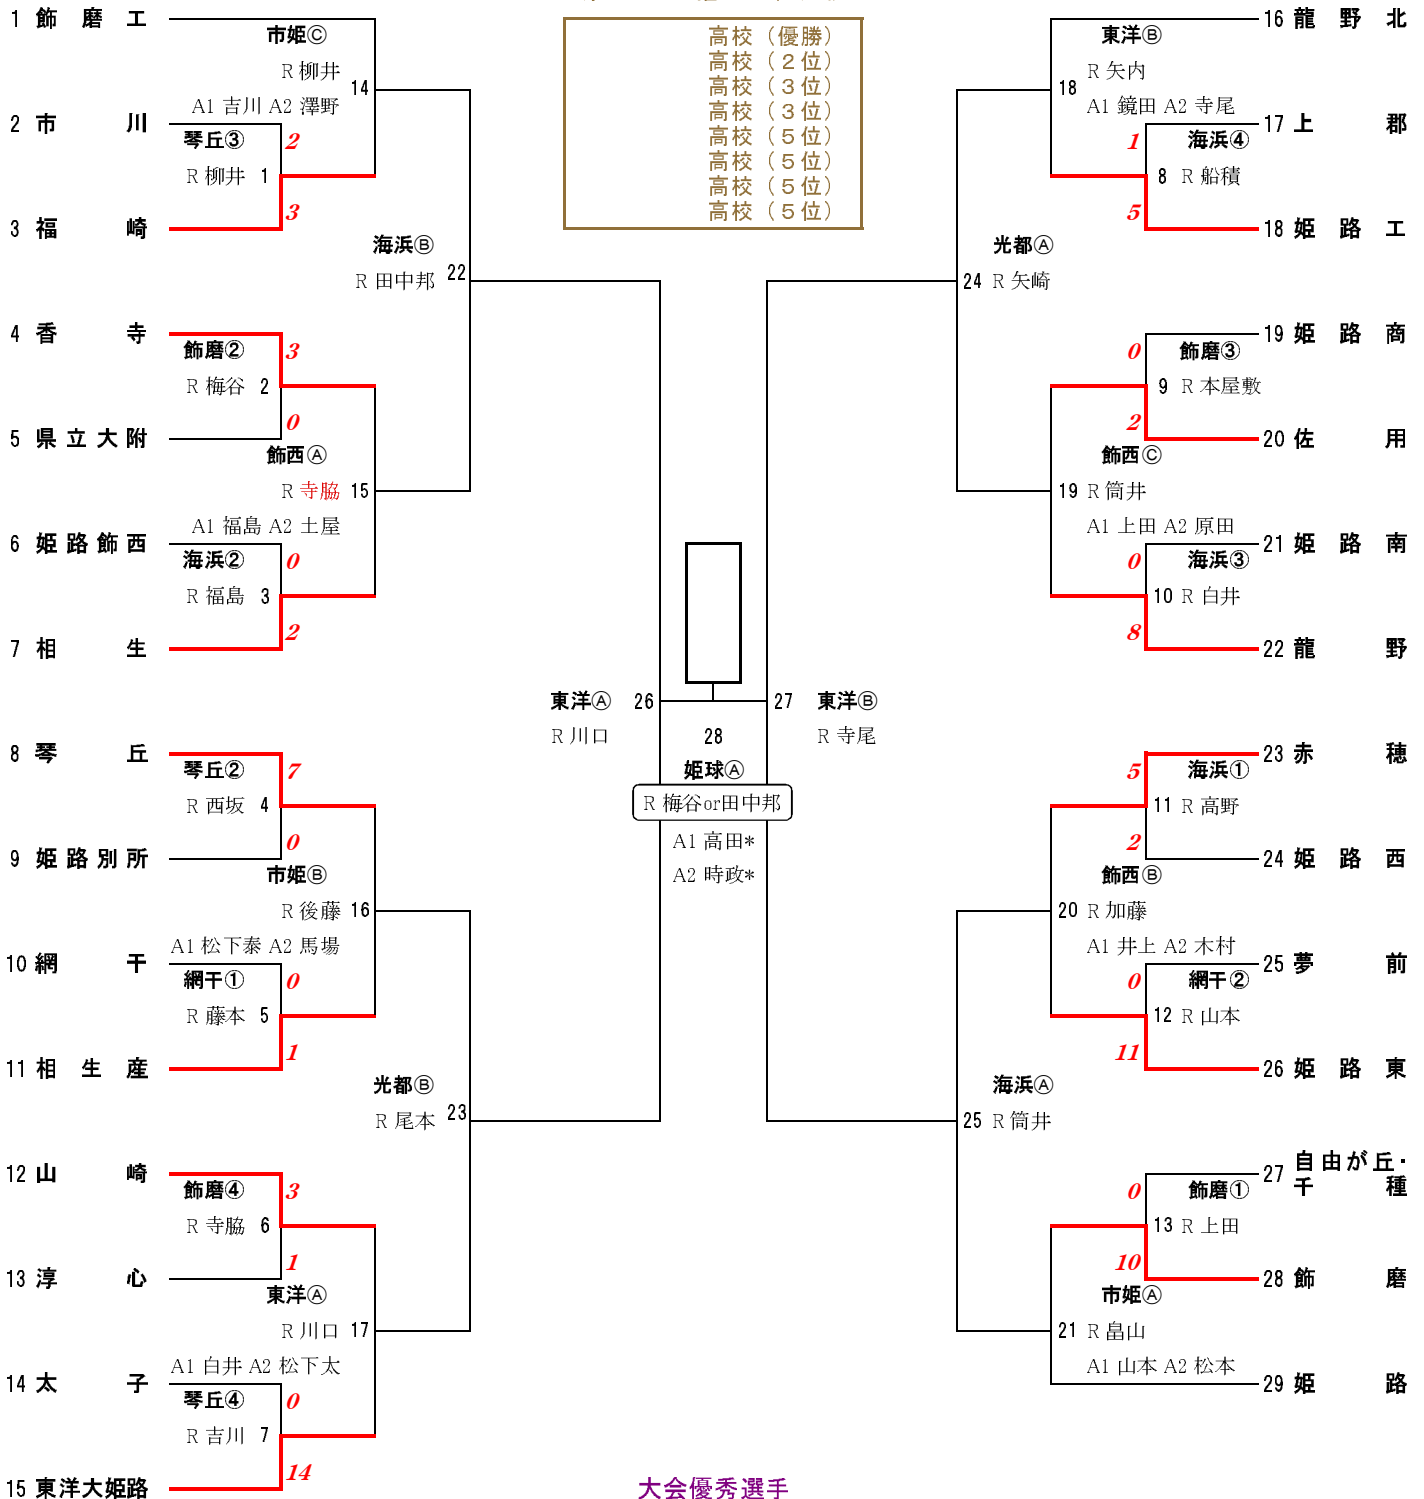 高校（優勝）
高校（２位）
高校（３位）
高校（３位）
高校（５位）
高校（５位）
高校（５位）
高校（５位）
1 飾磨工
市姫Ⓒ
R 柳井 14
A1 吉川 A2 澤野
2 市川
琴丘③ 2
R 柳井 1
3 福崎 3
海浜Ⓑ
R 田中邦 22
4 香寺
飾磨② 3
R 梅谷 2
0
5 県立大附
飾西Ⓐ
R 寺脇 15
A1 福島 A2 土屋
6 姫路飾西
海浜② 0
R 福島 3
2
7 相生
8 琴丘
琴丘② 7
R 西坂 4
0
9 姫路別所
市姫Ⓑ
R 後藤 16
A1 松下泰 A2 馬場
10 網干
網干① 0
R 藤本 5
1
11 相生産
光都Ⓑ
R 尾本 23
12 山崎
飾磨④ 3
R 寺脇 6
1
13 淳心
東洋Ⓐ
R 川口 17
A1 白井 A2 松下太
14 太子
琴丘④ 0
R 吉川 7
14
15 東洋大姫路
東洋Ⓐ 26
R 川口
27 東洋Ⓑ
R 寺尾
28
姫球Ⓐ
R 梅谷or田中邦
A1 高田*
A2 時政*
16 龍野北
東洋Ⓑ
18 R 矢内
A1 鏡田 A2 寺尾
17 上郡
1 海浜④
8 R 船積
5
18 姫路工
光都Ⓐ
24 R 矢崎
19 姫路商
0 飾磨③
9 R 本屋敷
2
20 佐用
飾西Ⓒ
19 R 筒井
A1 上田 A2 原田
21 姫路南
0 海浜③
10 R 白井
8
22 龍野
23 赤穂
5 海浜①
11 R 高野
2
24 姫路西
飾西Ⓑ
20 R 加藤
A1 井上 A2 木村
25 夢前
0 網干②
12 R 山本
11
26 姫路東
海浜Ⓐ
25 R 筒井
27 自由が丘・
千種
0 飾磨①
13 R 上田
10
28 飾磨
市姫Ⓐ
21 R 畠山
A1 山本 A2 松本
29 姫路
大会優秀選手